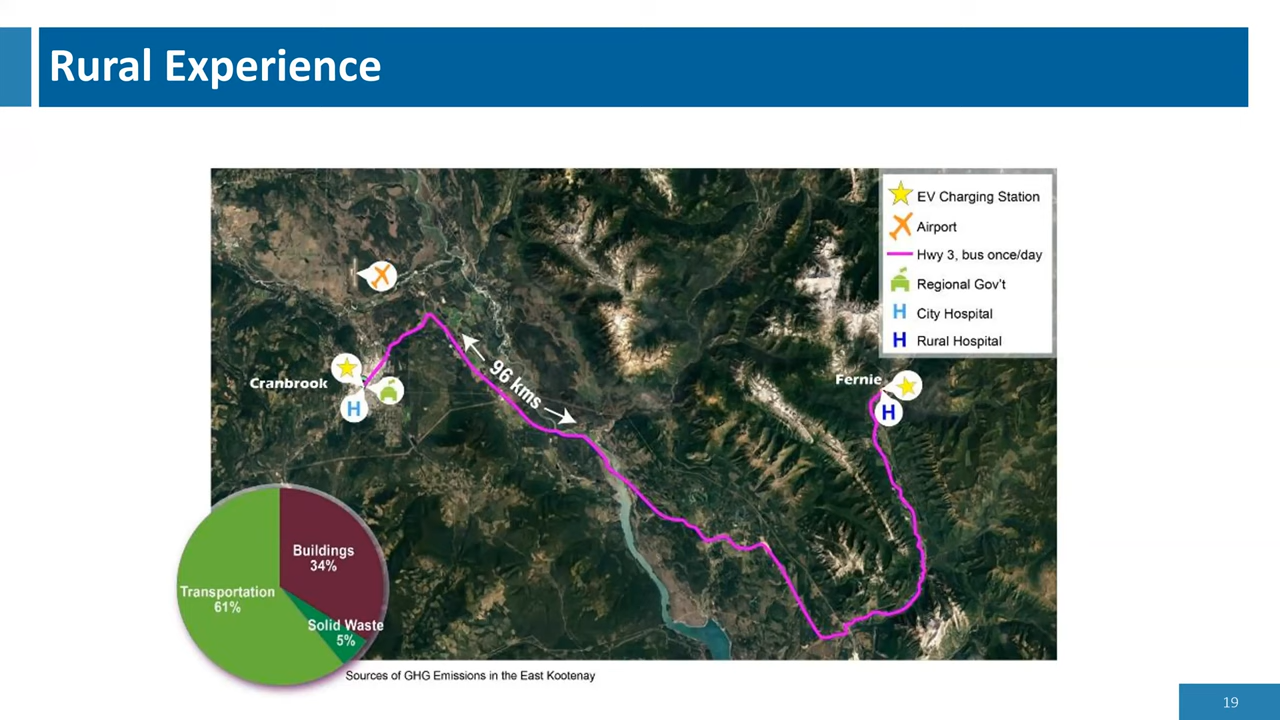 Rural Experience
EV Charging Station
Airport
Hwy 3, bus once/day
Regional Gov't
City Hospital
Rural Hospital
Cranbrook
H
96 kms
Fernie
H
H
H
Buildings
34%
Transportation
61%
Solid Waste
5%
Sources of GHG Emissions in the East Kootenay
19